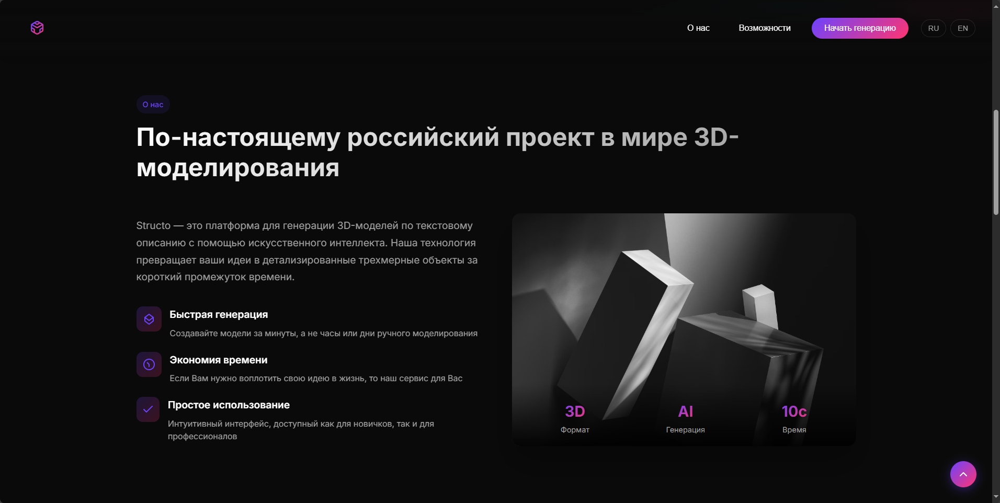 О нас
Возможности
Начать генерацию
RU
EN
О нас
По-настоящему российский проект в мире 3D-
моделирования
Structo — это платформа для генерации 3D-моделей по текстовому
описанию с помощью искусственного интеллекта. Наша технология
превращает ваши идеи в детализированные трехмерные объекты за
короткий промежуток времени.
Быстрая генерация
Создавайте модели за минуты, а не часы или дни ручного моделирования
Экономия времени
Если Вам нужно воплотить свою идею в жизнь, то наш сервис для Вас
Простое использование
Интуитивный интерфейс, доступный как для новичков, так и для
профессионалов
3D
Формат
AI
Генерация
10с
Время